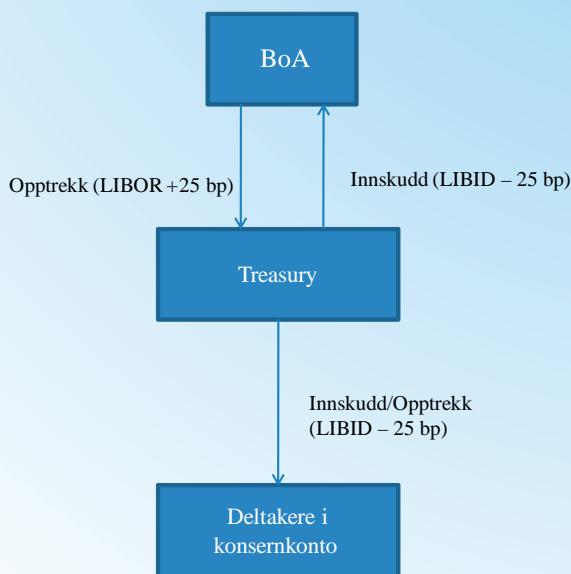 BoA
Opptrekk (LIBOR +25 bp)
Innskudd (LIBID – 25 bp)
Treasury
Innskudd/Opptrekk
(LIBID – 25 bp)
Deltakere i
konsernkonto